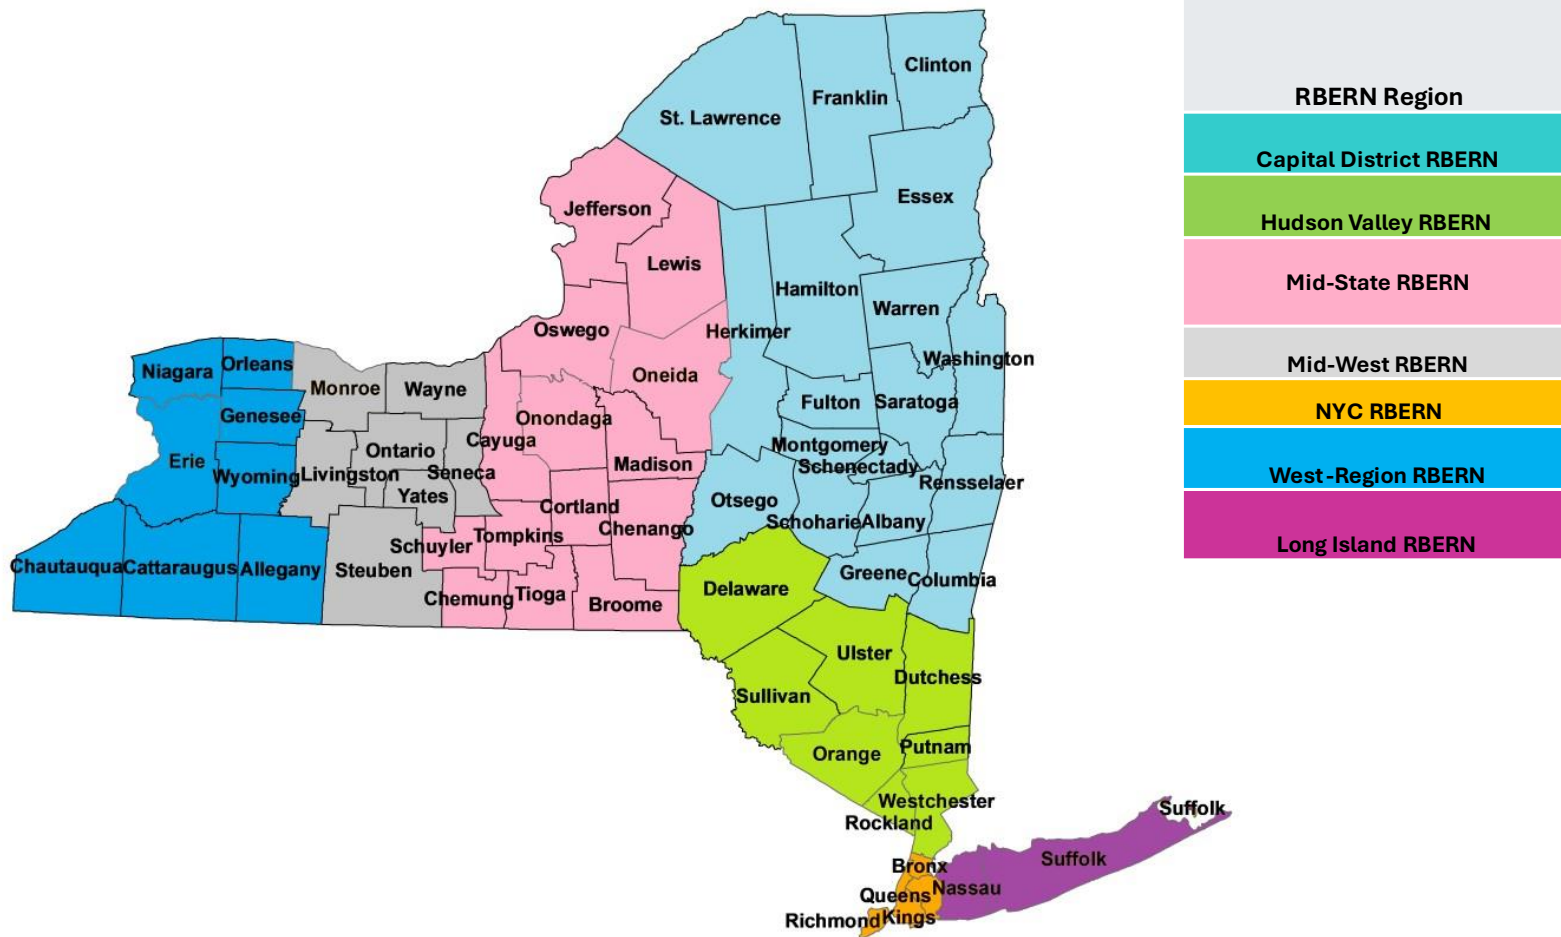 RBERN Region
Capital District RBERN
Hudson Valley RBERN
Mid-State RBERN
Mid-West RBERN
NYC RBERN
West-Region RBERN
Long Island RBERN
Clinton
Franklin
St. Lawrence
Essex
Jefferson
Lewis
Hamilton
Warren
Oswego
Herkimer
Washington
Niagara
Orleans
Monroe
Wayne
Oneida
Fulton
Saratoga
Genesee
Onondaga
Cayuga
Montgomery
Ontario
Erie
Wyoming
Livingston
Seneca
Madison
Schenectady
Rensselaer
Yates
Otsego
Cortland
Chenango
Schoharie
Albany
Schuyler
Tompkins
Chautauqua
Cattaraugus
Allegany
Steuben
Greene
Columbia
Delaware
Chemung
Tioga
Broome
Ulster
Dutchess
Sullivan
Orange
Putnam
Westchester
Rockland
Suffolk
Suffolk
Bronx
Nassau
Queens
Richmond
Kings